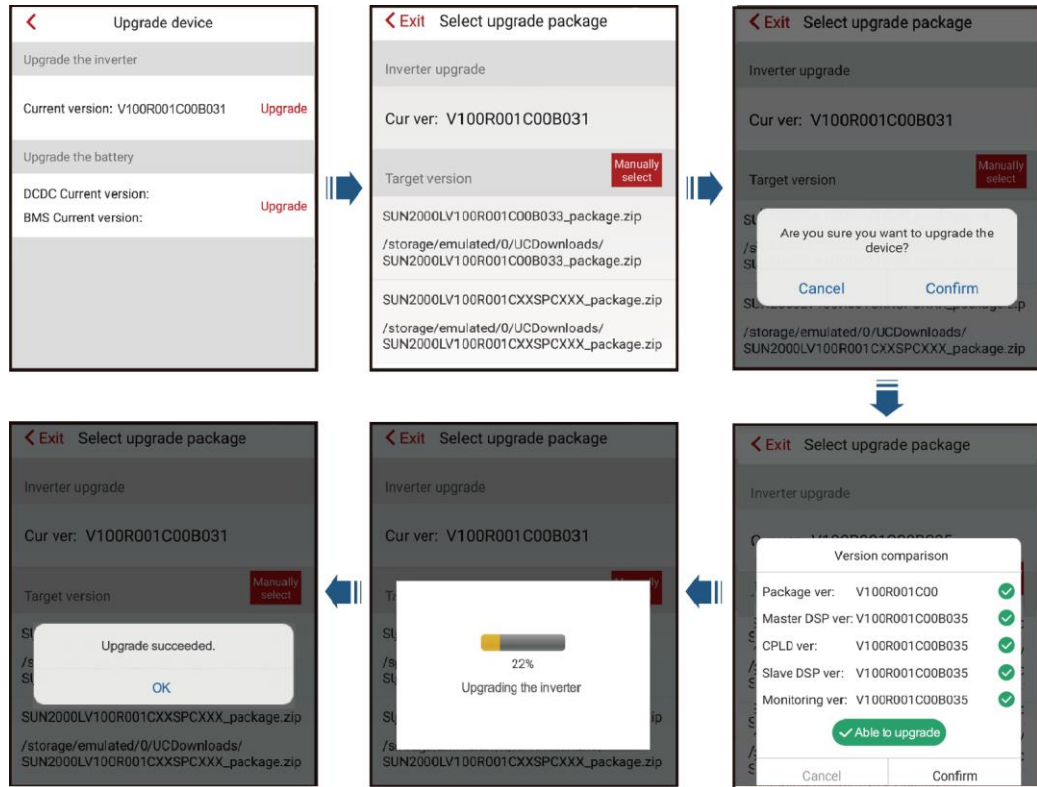 Upgrade device
Upgrade the inverter
Current version: V100R001C00B031 Upgrade
Upgrade the battery
DCDC Current version:
Upgrade
BMS Current version:
Exit Select upgrade package
Inverter upgrade
Cur ver: V100R001C00B031
Target version
Manually
select
SUN2000LV100R001C00B033_package.zip
/storage/emulated/0/UCDownloads/
SUN2000LV100R001C00B033_package.zip
SUN2000LV100R001CXXSPCXXX_package.zip
/storage/emulated/0/UCDownloads/
SUN2000LV100R001CXXSPCXXX_package.zip
Exit Select upgrade package
Inverter upgrade
Cur ver: V100R001C00B031
Target version
Manually
select
Are you sure you want to upgrade the
device?
Cancel Confirm
/storage/emulated/0/UCDownloads/
SUN2000LV100R001CXXSPCXXX_package.zip
Exit Select upgrade package
Inverter upgrade
Version comparison
Package ver: V100R001C00
Master DSP ver: V100R001C00B035
CPLD ver: V100R001C00B035
Slave DSP ver: V100R001C00B035
Monitoring ver: V100R001C00B035
Able to upgrade
Cancel Confirm
Exit Select upgrade package
Inverter upgrade
Cur ver: V100R001C00B031
22%
Upgrading the inverter
Exit Select upgrade package
Inverter upgrade
Cur ver: V100R001C00B031
Target version
Manually
select
Upgrade succeeded.
OK
SUN2000LV100R001CXXSPCXXX_package.zip
/storage/emulated/0/UCDownloads/
SUN2000LV100R001CXXSPCXXX_package.zip